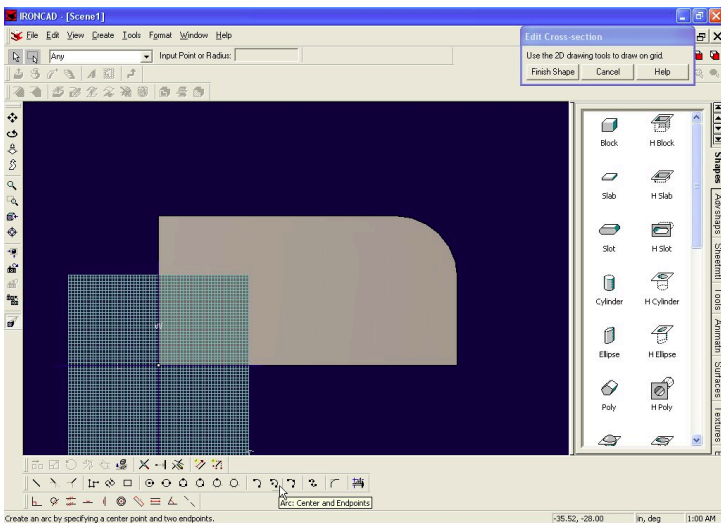 IRONCAD - [Scene1]
File Edit View Create Tools Format Window Help
Any
Input Point or Radius:
Edit Cross-section
Use the 2D drawing tools to draw on grid.
Finish Shape Cancel Help
Block H Block
Slab H Slab
Slot H Slot
Cylinder H Cylinder
Ellipse H Ellipse
Poly H Poly
Shapes
Advshaps
Sheetmtl
Tools
Animatn
Surfaces
Textures
W
Arc: Center and Endpoints
Create an arc by specifying a center point and two endpoints.
-35.52, -28.00 in, deg 1:00 AM